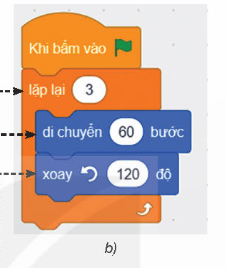 Khi bấm vào
lặp lại 3
di chuyển 60 bước
xoay 120 độ
b)